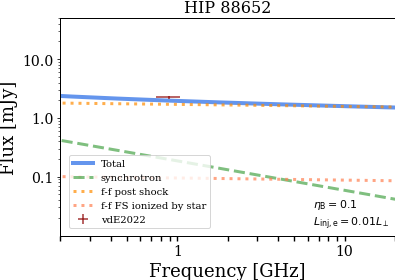 HIP 88652
Flux [mJy]
10.0
1.0
0.1
Total
synchrotron
f-f post shock
f-f FS ionized by star
vdE2022
η_B = 0.1
L_inj,e = 0.01L_⊥
1
10
Frequency [GHz]